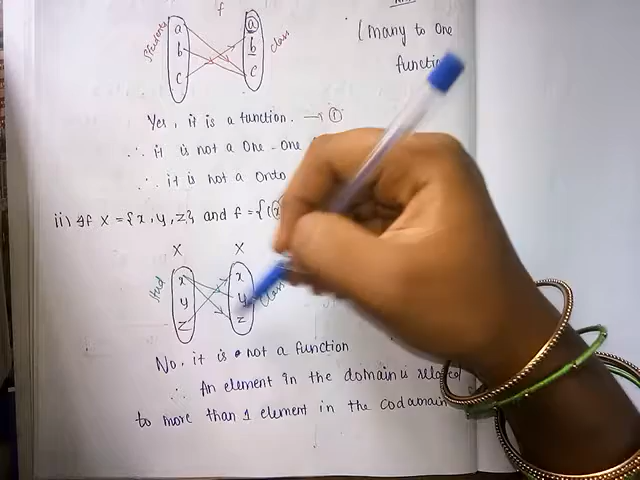 f
Students
a
b
c
a
b
c
class
(many to one
Yes, it is a function. → ①
∴ it is not a one-one
∴ it is not a onto
ii) If X = {x, y, z} and f = {(x
X X
Stud
x
y
z
x
y
z
class
No, it is not a function
∴ An element in the domain is related
to more than 1 element in the codomain